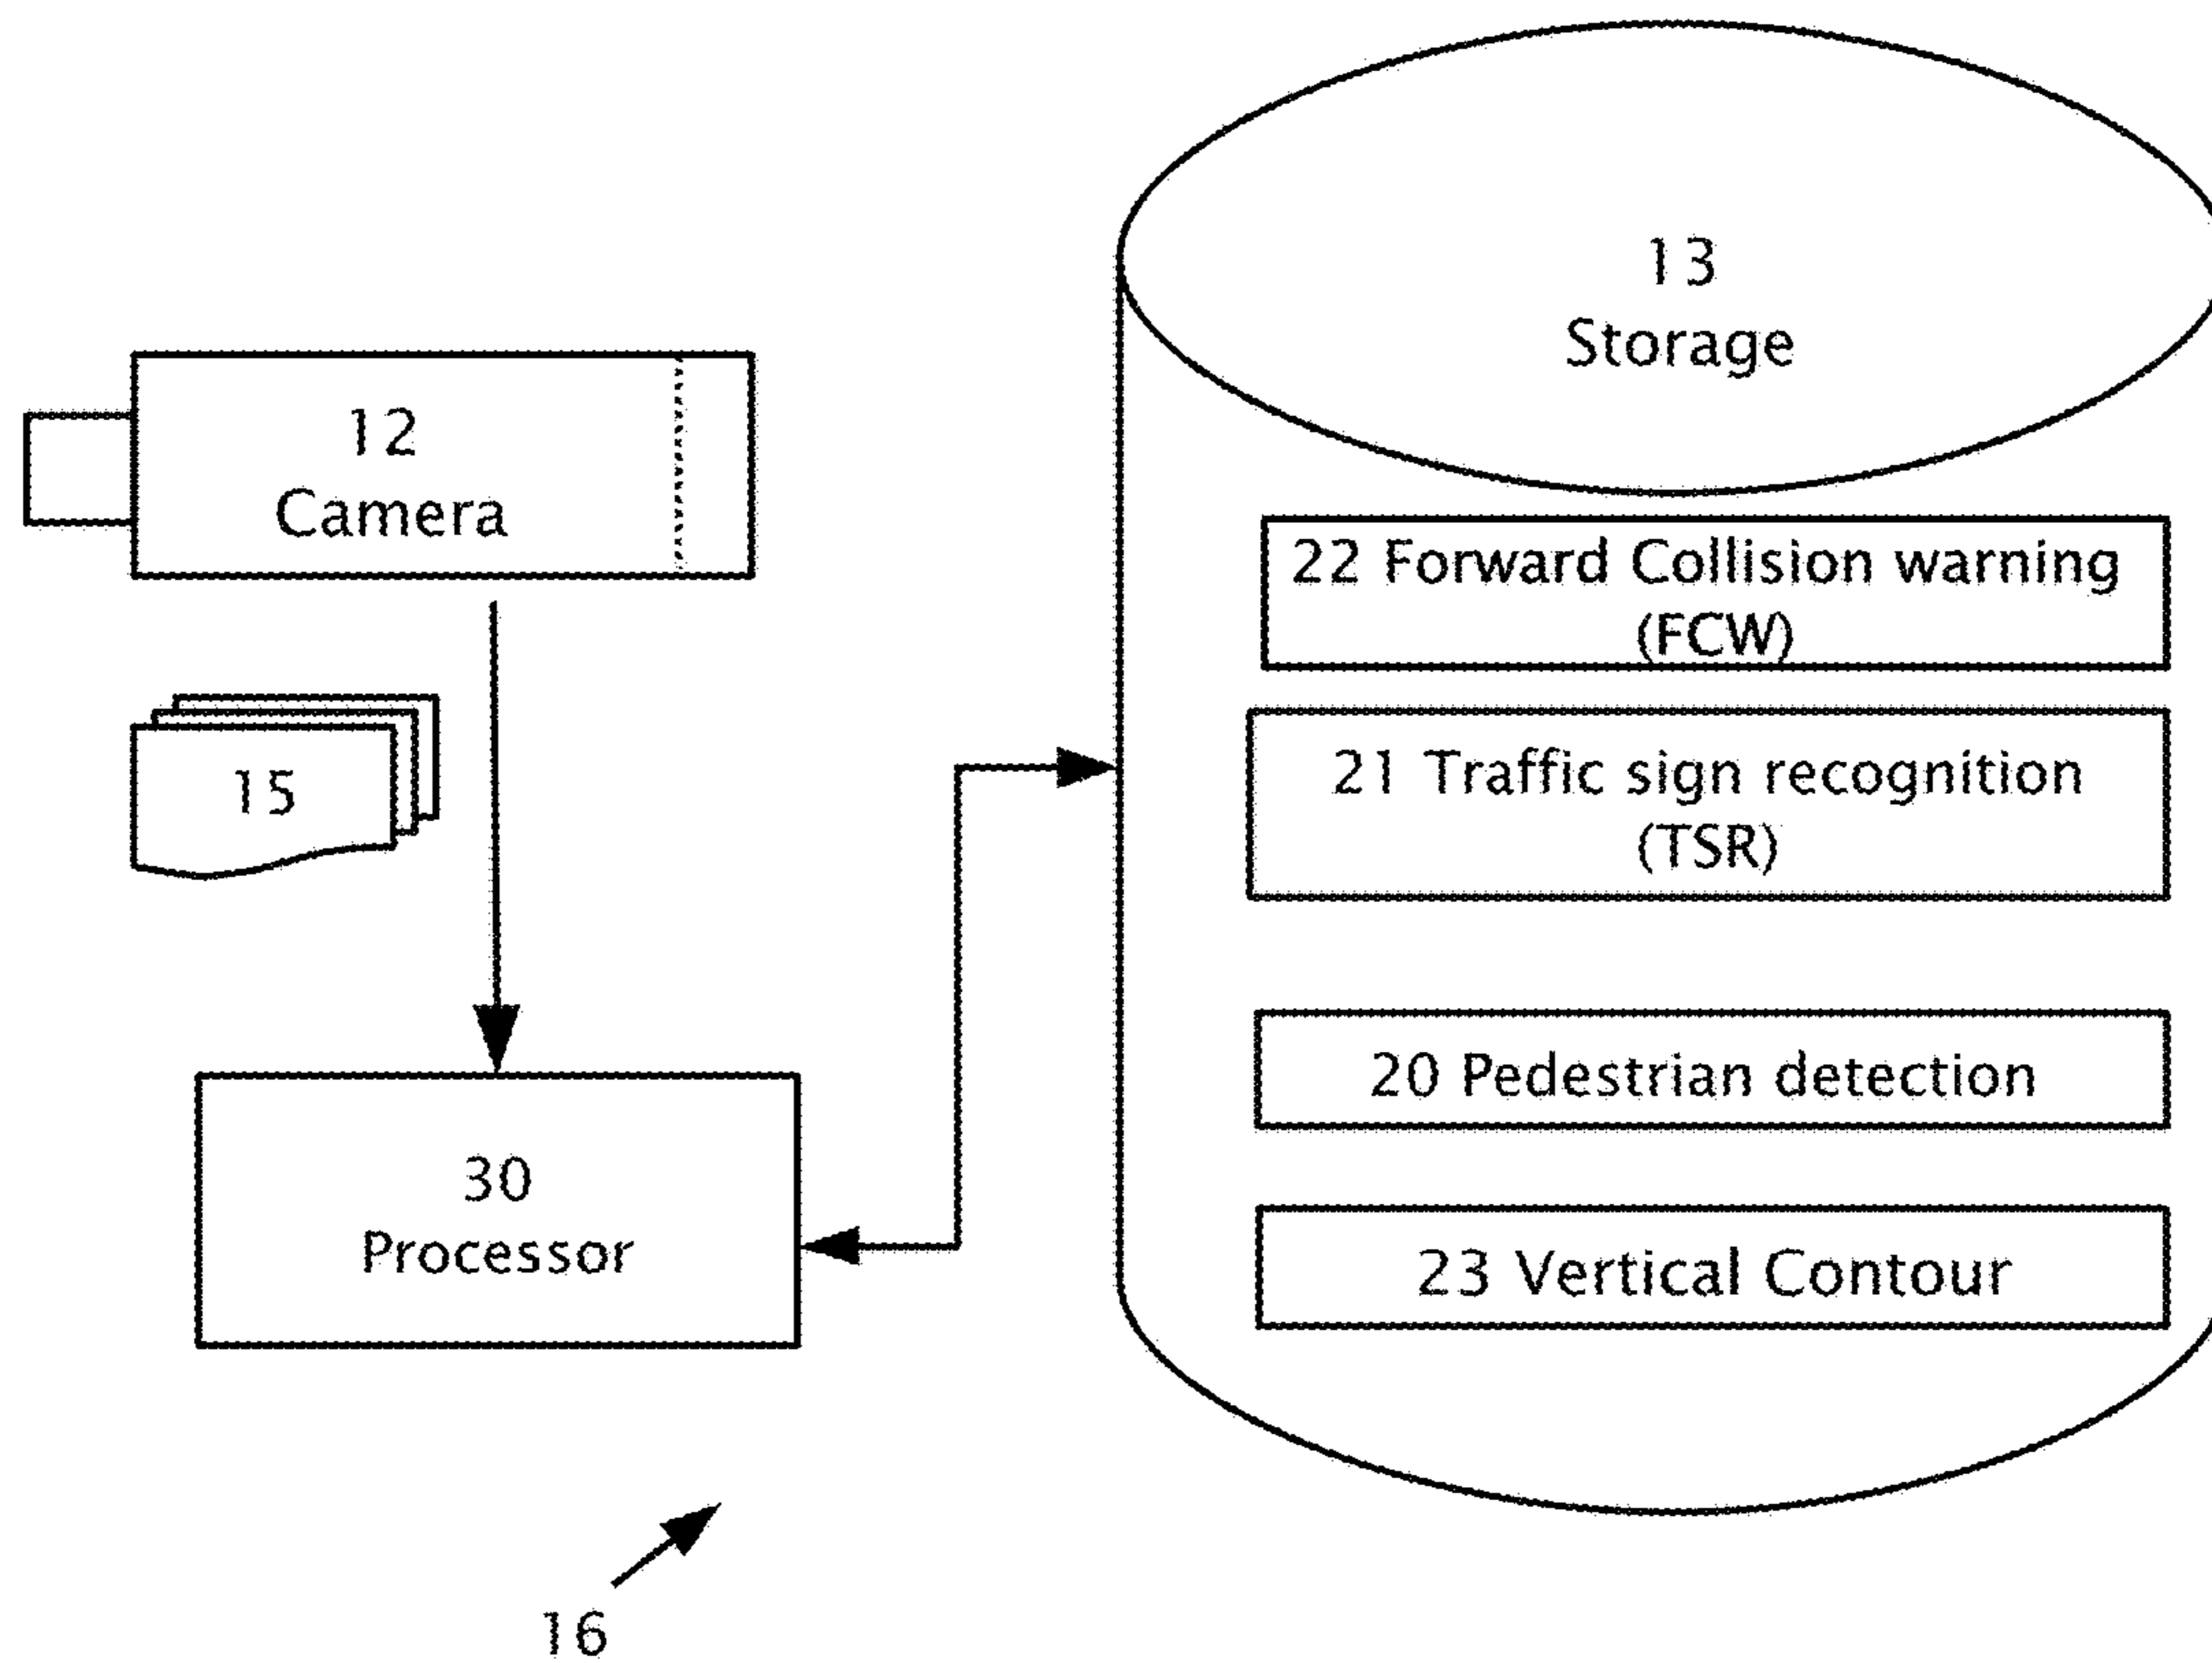 13
Storage
12
Camera
22 Forward Collision warning
(FCW)
21 Traffic sign recognition
(TSR)
15
20 Pedestrian detection
30
Processor
23 Vertical Contour
16